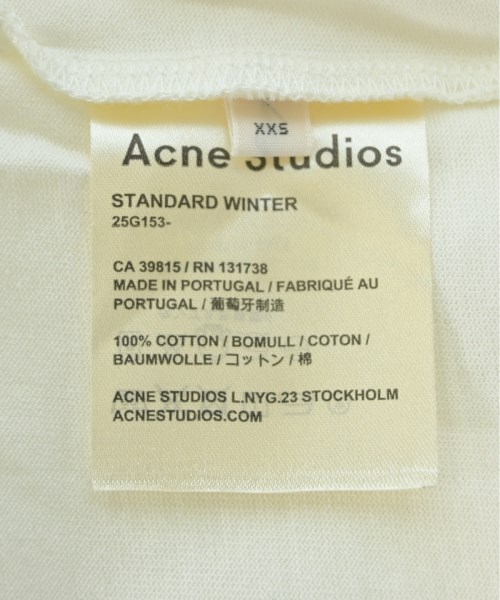 XXS
Acne Studios
STANDARD WINTER
25G153-
CA 39815 / RN 131738
MADE IN PORTUGAL / FABRIQUÉ AU
PORTUGAL / 葡萄牙制造
100% COTTON / BOMULL / COTON /
BAUMWOLLE / コットン / 棉
ACNE STUDIOS L.NYG.23 STOCKHOLM
ACNESTUDIOS.COM